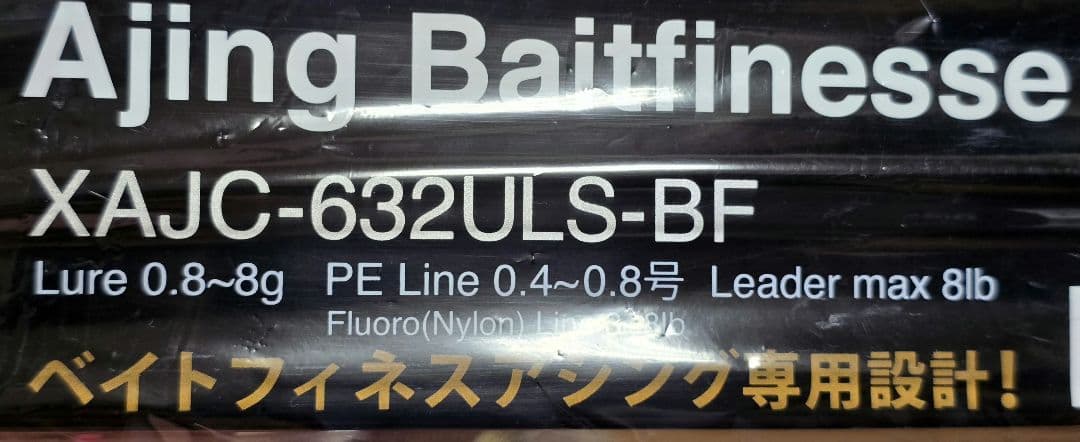 Ajing Baitfinesse
XAJC-632ULS-BF
Lure 0.8~8g PE Line 0.4~0.8号 Leader max 8lb
Fluoro(Nylon)
ベイトフィネスアジング専用設計!